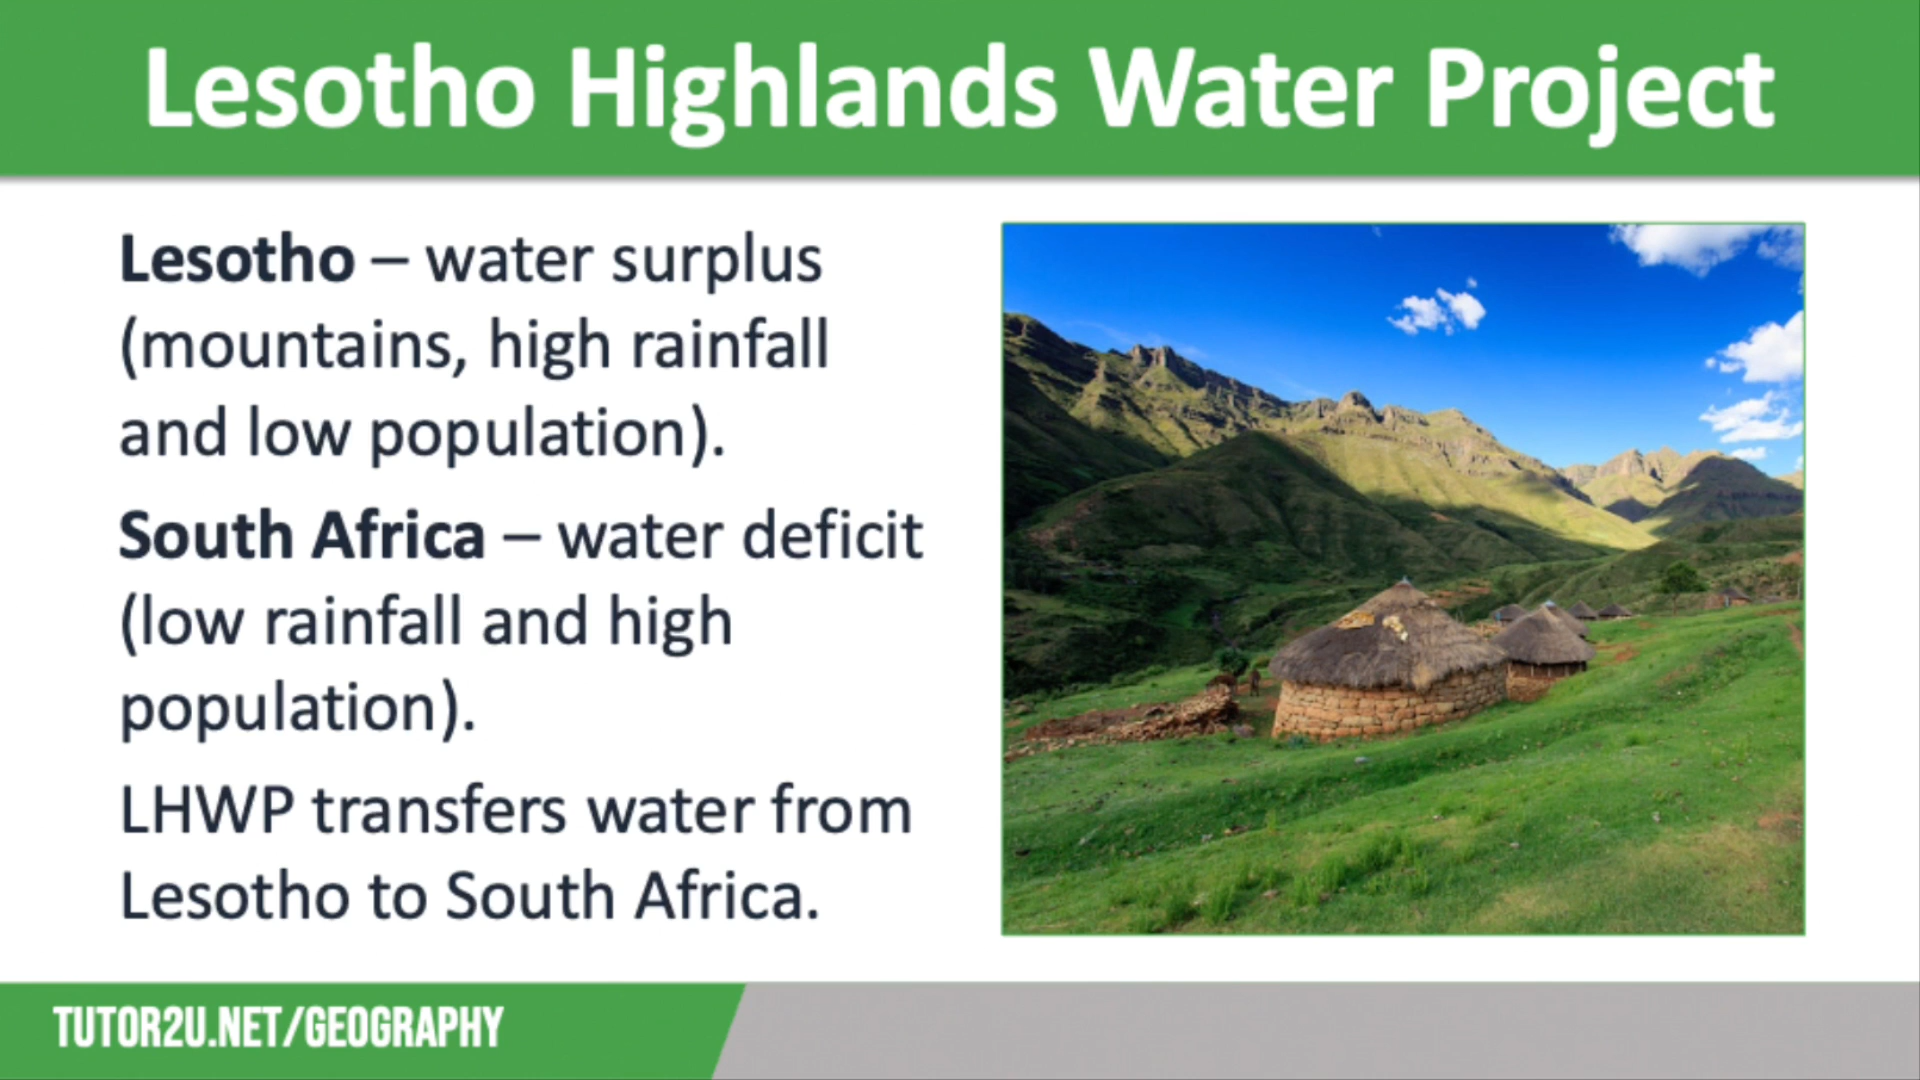 Lesotho Highlands Water Project
Lesotho – water surplus
(mountains, high rainfall
and low population).
South Africa – water deficit
(low rainfall and high
population).
LHWP transfers water from
Lesotho to South Africa.
TUTOR2U.NET/GEOGRAPHY